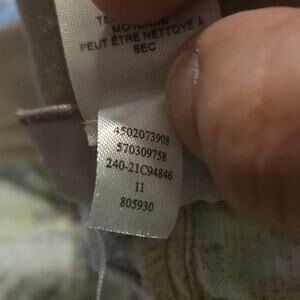 MOYENNE
PEUT ÊTRE NETTOYÉ À
SEC
4502073908
570309758
240-21C94846
11
805930